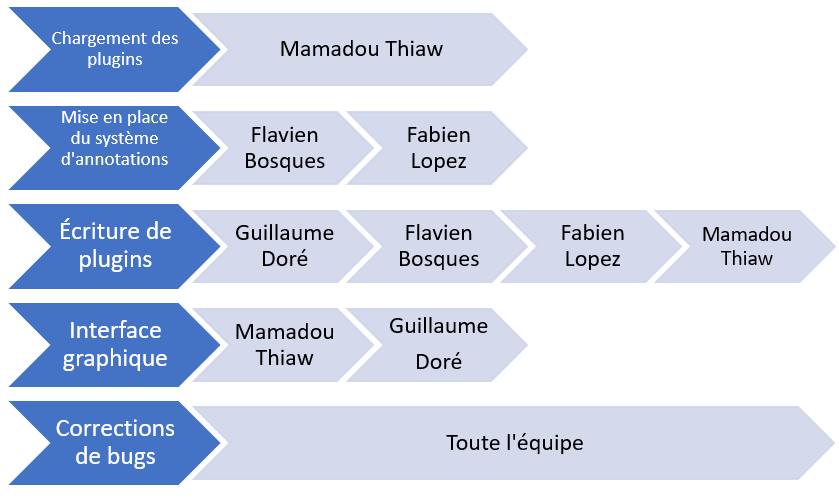 Chargement des
plugins
Mamadou Thiaw
Mise en place
du système
d'annotations
Flavien
Bosques
Fabien
Lopez
Écriture de
plugins
Guillaume
Doré
Flavien
Bosques
Fabien
Lopez
Mamadou
Thiaw
Interface
graphique
Mamadou
Thiaw
Guillaume
Doré
Corrections
de bugs
Toute l'équipe